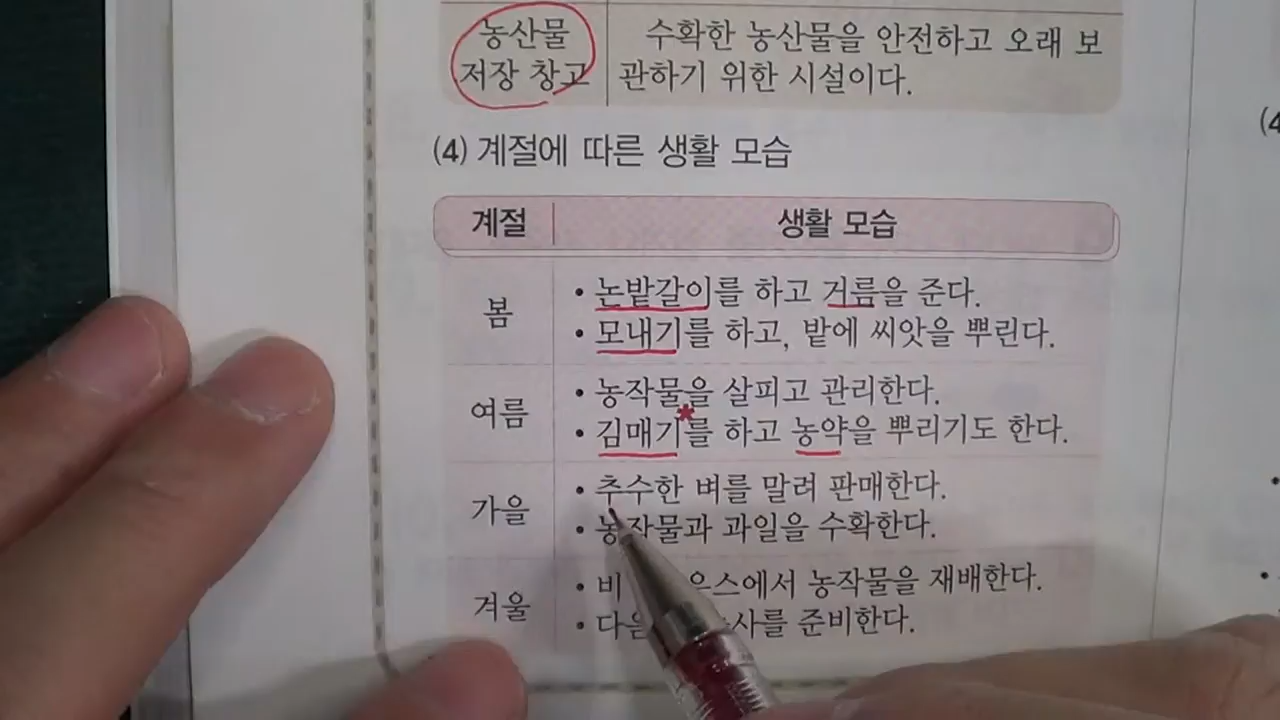 농산물 수확한 농산물을 안전하고 오래 보
저장 창고 관하기 위한 시설이다.
(4) 계절에 따른 생활 모습
계절 생활 모습
봄
• 논밭갈이를 하고 거름을 준다.
• 모내기를 하고, 밭에 씨앗을 뿌린다.
여름
• 농작물을 살피고 관리한다.
• 김매기*를 하고 농약을 뿌리기도 한다.
가을
• 추수한 벼를 말려 판매한다.
• 농작물과 과일을 수확한다.
겨울
• 비 우스에서 농작물을 재배한다.
• 다음 농사를 준비한다.
(4